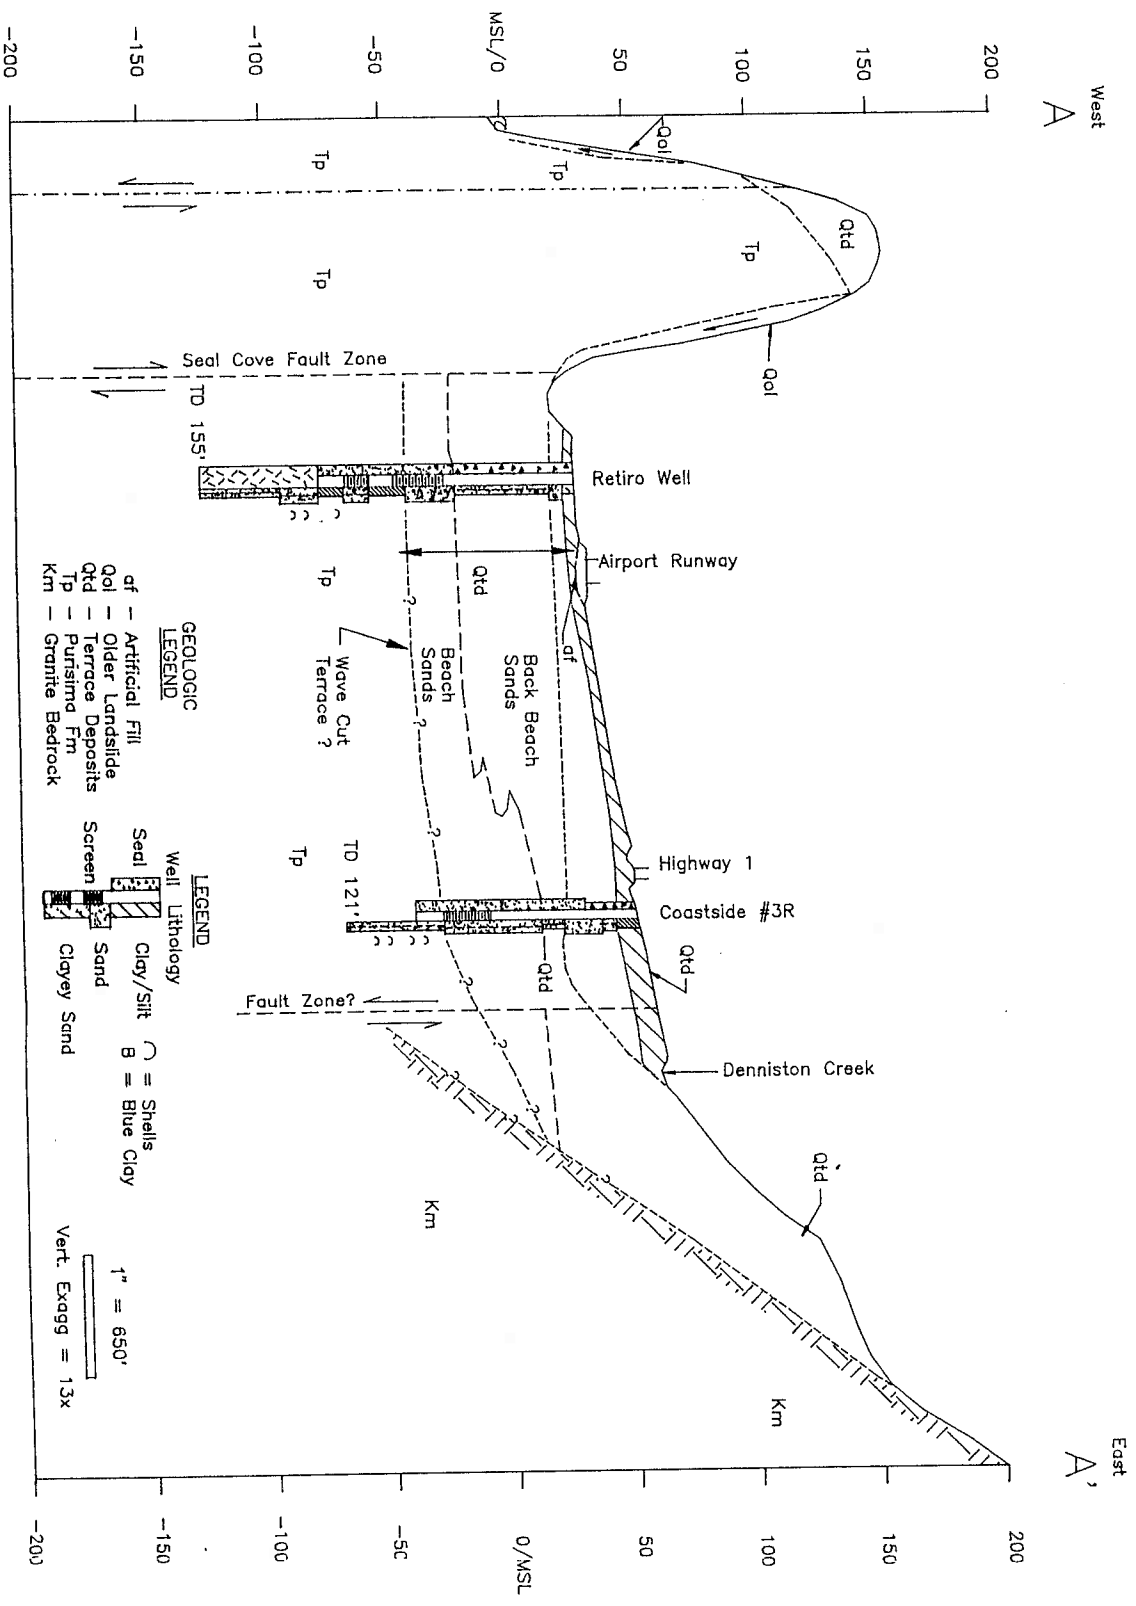 West
A
East
A'
200
150
100
50
MSL/0
-50
-100
-150
-200
200
150
100
50
0/MSL
-50
-100
-150
-200
Qol
Tp
Tp
Qtd
Tp
Tp
Qol
Seal Cove Fault Zone
TD 155'
Retiro Well
Airport Runway
af
Qtd
Back Beach
Sands
Beach
Sands
Tp
?
?
?
?
?
?
?
?
?
Wave Cut
Terrace ?
Highway 1
Coastside #3R
TD 121'
Tp
Qtd
Qtd
Fault Zone?
Denniston Creek
Qtd
Km
Km
GEOLOGIC
LEGEND
af – Artificial Fill
Qol – Older Landslide
Qtd – Terrace Deposits
Tp – Purisima Fm
Km – Granite Bedrock
LEGEND
Well Lithology
Seal
Clay/Silt
Screen
Sand
Clayey Sand
= Shells
B = Blue Clay
1" = 650'
Vert. Exagg = 13x